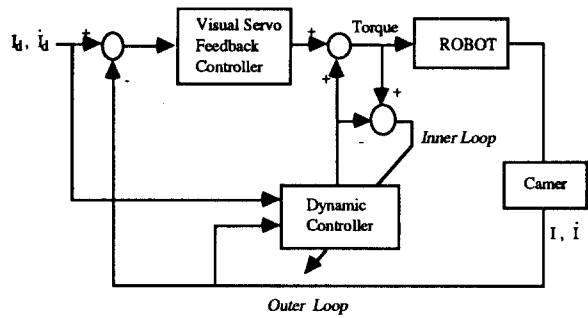 Visual Servo
Feedback
Controller
I_d, İ_d
+
-
+
+
Torque
ROBOT
+
-
Inner Loop
Camer
I, İ
Dynamic
Controller
Outer Loop